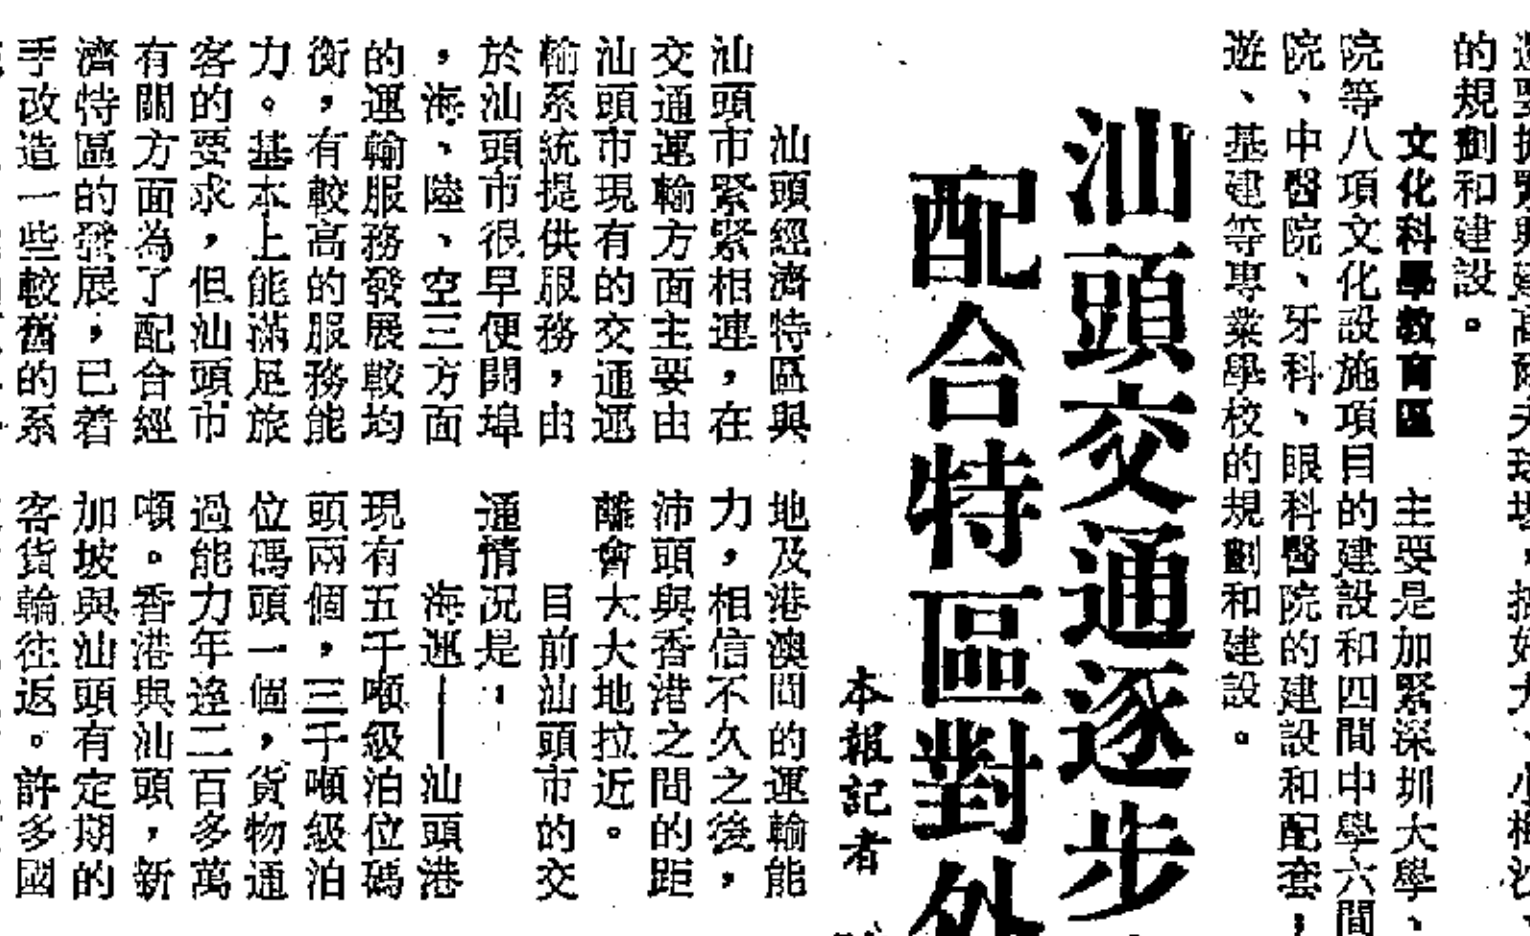 的規劃和建設。
文化科學教育區　主要是加緊深圳大學、
院等八項文化設施項目的建設和四間中學六間
院、中醫院、牙科、眼科醫院的建設和配套，
遊、基建等專業學校的規劃和建設。
汕頭交通逐步
配合特區對外
本報記者
汕頭經濟特區與
汕頭市緊緊相連，在
交通運輸方面主要由
汕頭市現有的交通運
輸系統提供服務，由
於汕頭市很早便開埠
，海、陸、空三方面
的運輸服務發展較均
衡，有較高的服務能
力。基本上能滿足旅
客的要求，但汕頭市
有關方面為了配合經
濟特區的發展，已着
手改造一些較舊的系
地及港澳間的運輸能
力，相信不久之後，
沛頭與香港之間的距
離會大大地拉近。
目前汕頭市的交
通情況是：
海運——汕頭港
現有五千噸級泊位碼
頭兩個，三千噸級泊
位碼頭一個，貨物通
過能力年逢二百多萬
噸。香港與汕頭，新
加坡與汕頭有定期的
客貨輪往返。許多國